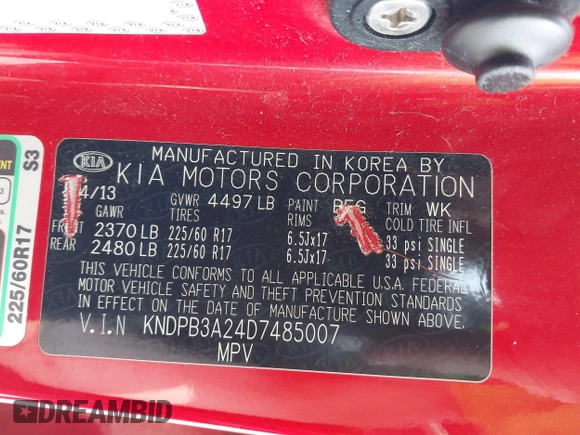 MANUFACTURED IN KOREA BY
KIA KIA MOTORS CORPORATION
4/13 GVWR 4497 LB PAINT TRIM WK
GAWR TIRES RIMS COLD TIRE INFL
FRONT 2370 LB 225/60 R17 6.5Jx17 33 psi SINGLE
REAR 2480 LB 225/60 R17 6.5Jx17 33 psi SINGLE
THIS VEHICLE CONFORMS TO ALL APPLICABLE U.S.A. FEDERAL
MOTOR VEHICLE SAFETY AND THEFT PREVENTION STANDARDS
IN EFFECT ON THE DATE OF MANUFACTURE SHOWN ABOVE.
V.I.N KNDPB3A24D7485007
MPV
225/60R17
S3
DREAMBID